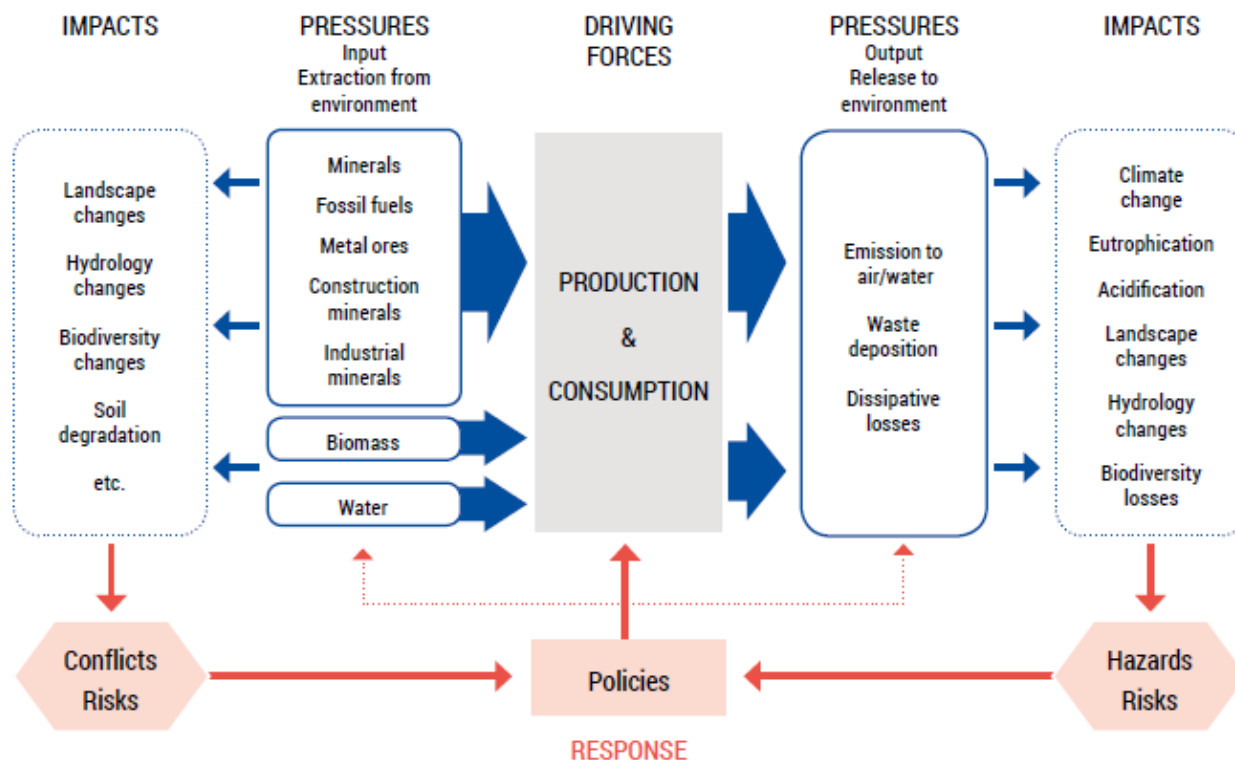 IMPACTS
PRESSURES
Input
Extraction from
environment
DRIVING
FORCES
PRESSURES
Output
Release to
environment
IMPACTS
Landscape
changes
Hydrology
changes
Biodiversity
changes
Soil
degradation
etc.
Minerals
Fossil fuels
Metal ores
Construction
minerals
Industrial
minerals
Biomass
Water
PRODUCTION
&
CONSUMPTION
Emission to
air/water
Waste
deposition
Dissipative
losses
Climate
change
Eutrophication
Acidification
Landscape
changes
Hydrology
changes
Biodiversity
losses
Conflicts
Risks
Policies
Hazards
Risks
RESPONSE